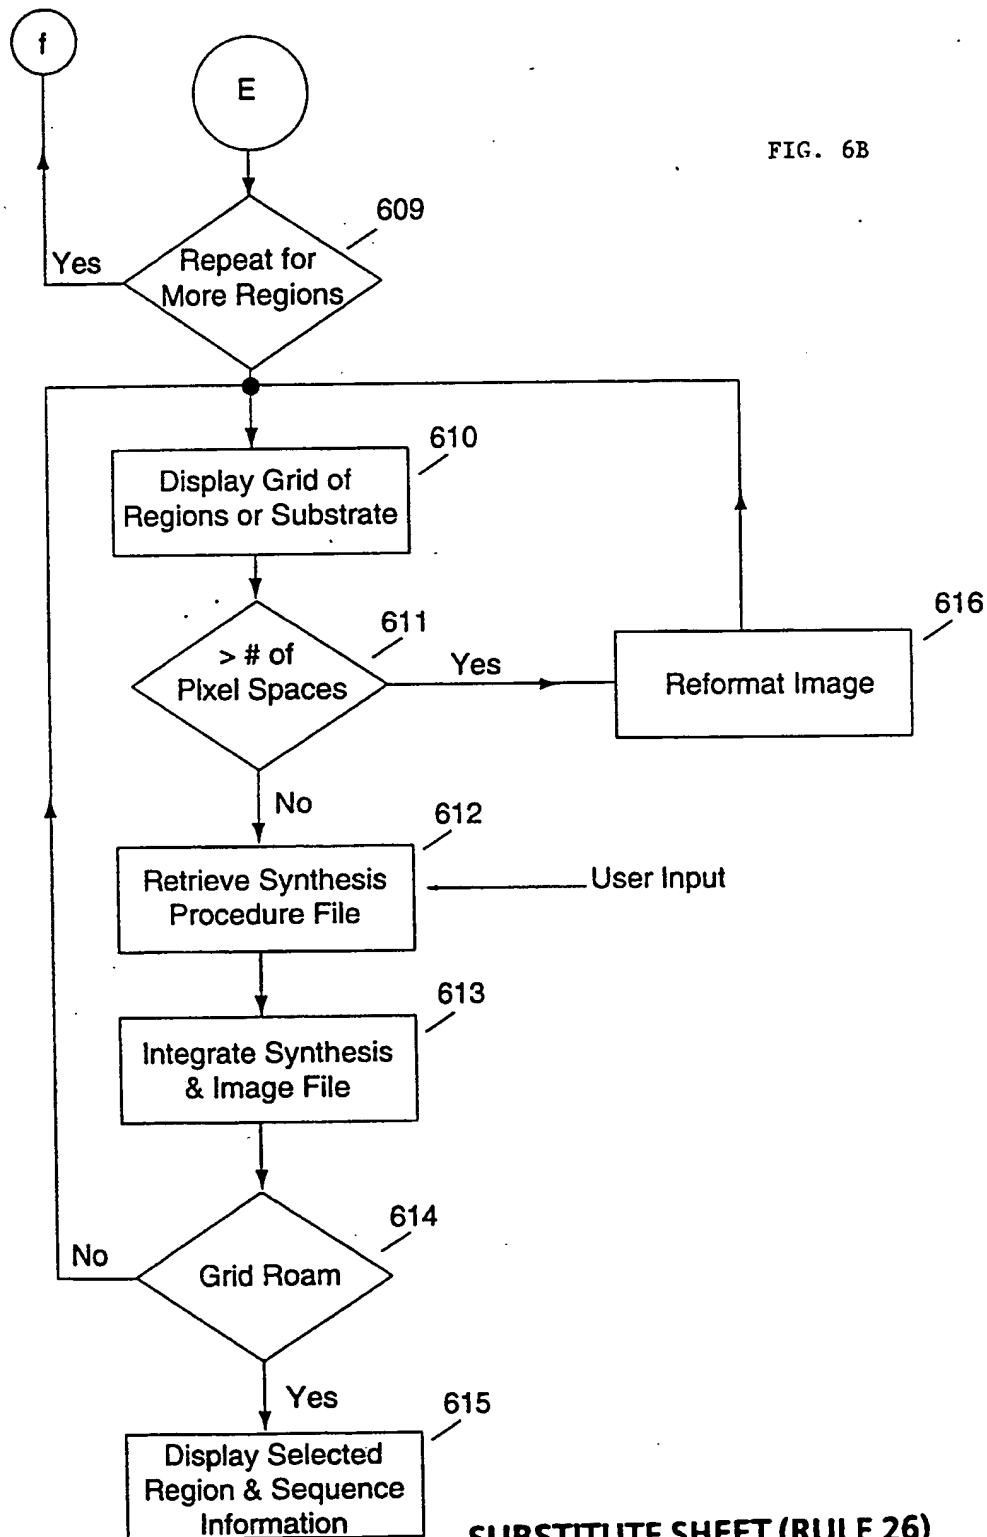 f
E
FIG. 6B
609
Repeat for
More Regions
Yes
610
Display Grid of
Regions or Substrate
611
> # of
Pixel Spaces
Yes
616
Reformat Image
No
612
Retrieve Synthesis
Procedure File
User Input
613
Integrate Synthesis
& Image File
614
Grid Roam
No
Yes
615
Display Selected
Region & Sequence
Information
SUBSTITUTE SHEET (RULE 26)